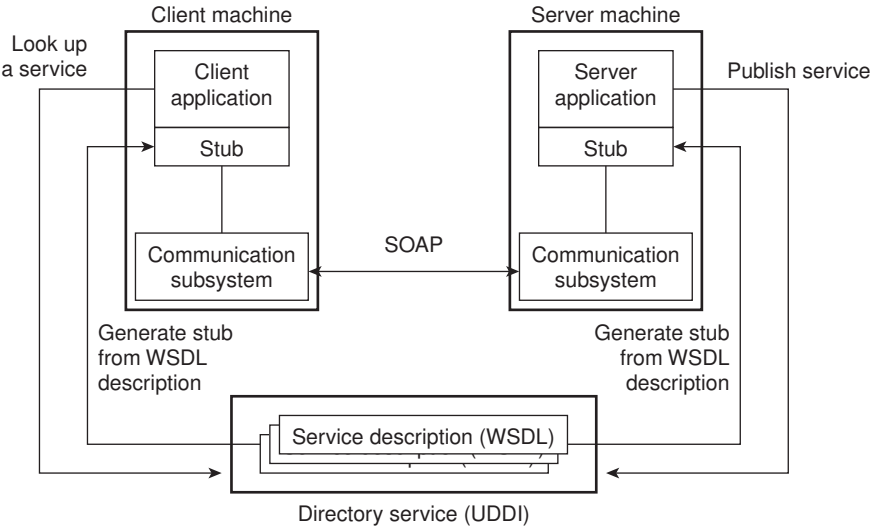 Client machine
Server machine
Look up
a service
Client
application
Stub
Server
application
Stub
Publish service
Communication
subsystem
SOAP
Communication
subsystem
Generate stub
from WSDL
description
Generate stub
from WSDL
description
Service description (WSDL)
Directory service (UDDI)